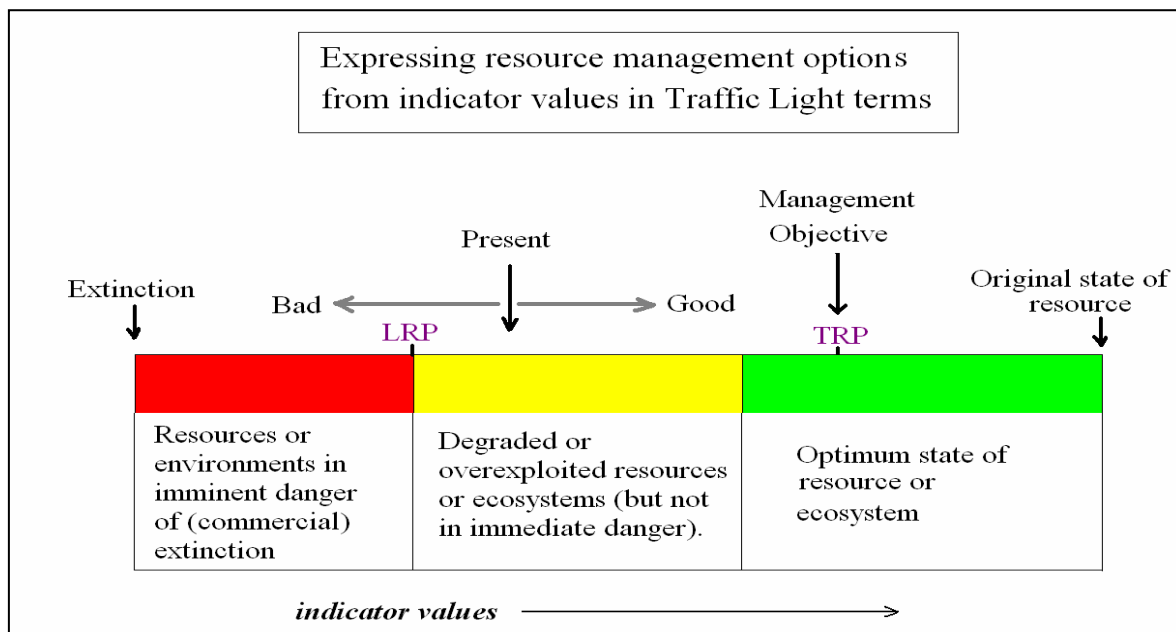 Expressing resource management options
from indicator values in Traffic Light terms
Management
Objective
Present
Original state of
resource
Extinction
Bad
Good
LRP
TRP
Resources or
environments in
imminent danger
of (commercial)
extinction
Degraded or
overexploited resources
or ecosystems (but not
in immediate danger).
Optimum state of
resource or
ecosystem
indicator values